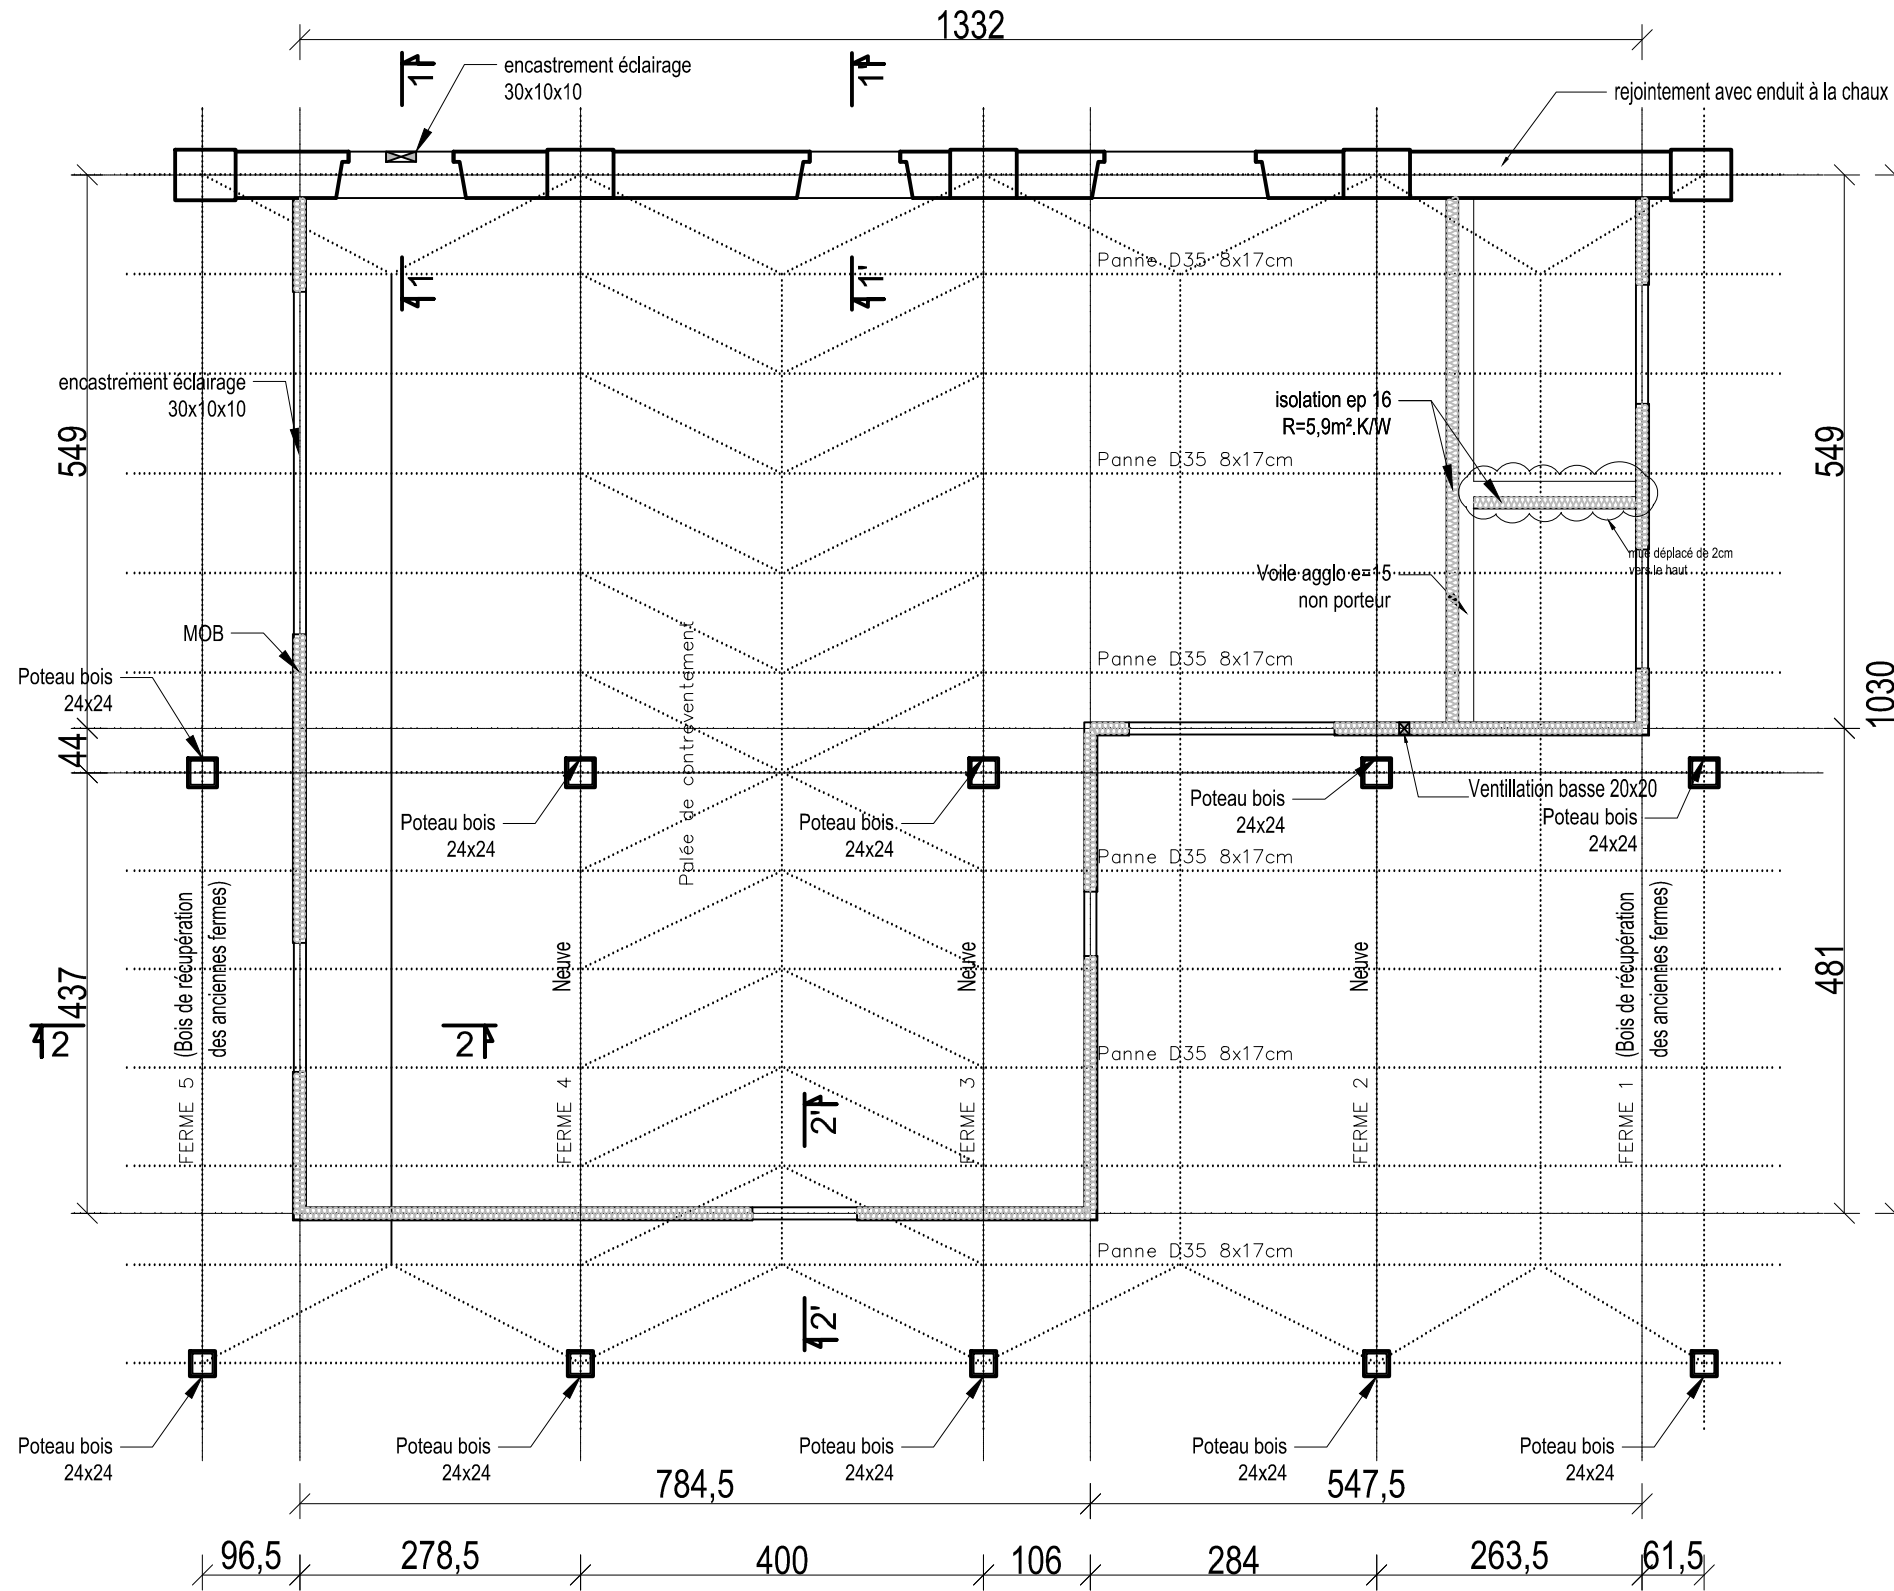 1332
1
1'
encastrement éclairage
30x10x10
rejointement avec enduit à la chaux
1
1'
Panne D35 8x17cm
encastrement éclairage
30x10x10
549
isolation ep 16
R=5,9m².K/W
549
Panne D35 8x17cm
déplacé de 2cm
vers le haut
Voile agglo e=15
non porteur
MOB
Palée de contreventement
Panne D35 8x17cm
Poteau bois
24x24
1030
44
Ventillation basse 20x20
Poteau bois
24x24
Poteau bois
24x24
Poteau bois
24x24
Poteau bois
24x24
Panne D35 8x17cm
437
481
FERME 5
(Bois de récupération
des anciennes fermes)
FERME 4
Neuve
FERME 3
Neuve
FERME 2
Neuve
FERME 1
(Bois de récupération
des anciennes fermes)
2
2
Panne D35 8x17cm
2'
Panne D35 8x17cm
2'
Poteau bois
24x24
Poteau bois
24x24
Poteau bois
24x24
Poteau bois
24x24
Poteau bois
24x24
784,5
547,5
96,5
278,5
400
106
284
263,5
61,5